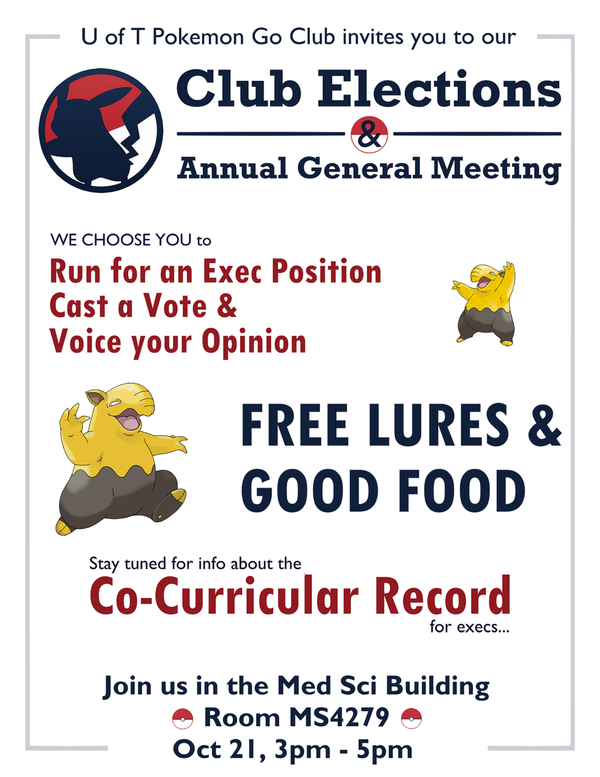 U of T Pokemon Go Club invites you to our
Club Elections
&
Annual General Meeting
WE CHOOSE YOU to
Run for an Exec Position
Cast a Vote &
Voice your Opinion
FREE LURES &
GOOD FOOD
Stay tuned for info about the
Co-Curricular Record
for execs...
Join us in the Med Sci Building
Room MS4279
Oct 21, 3pm - 5pm